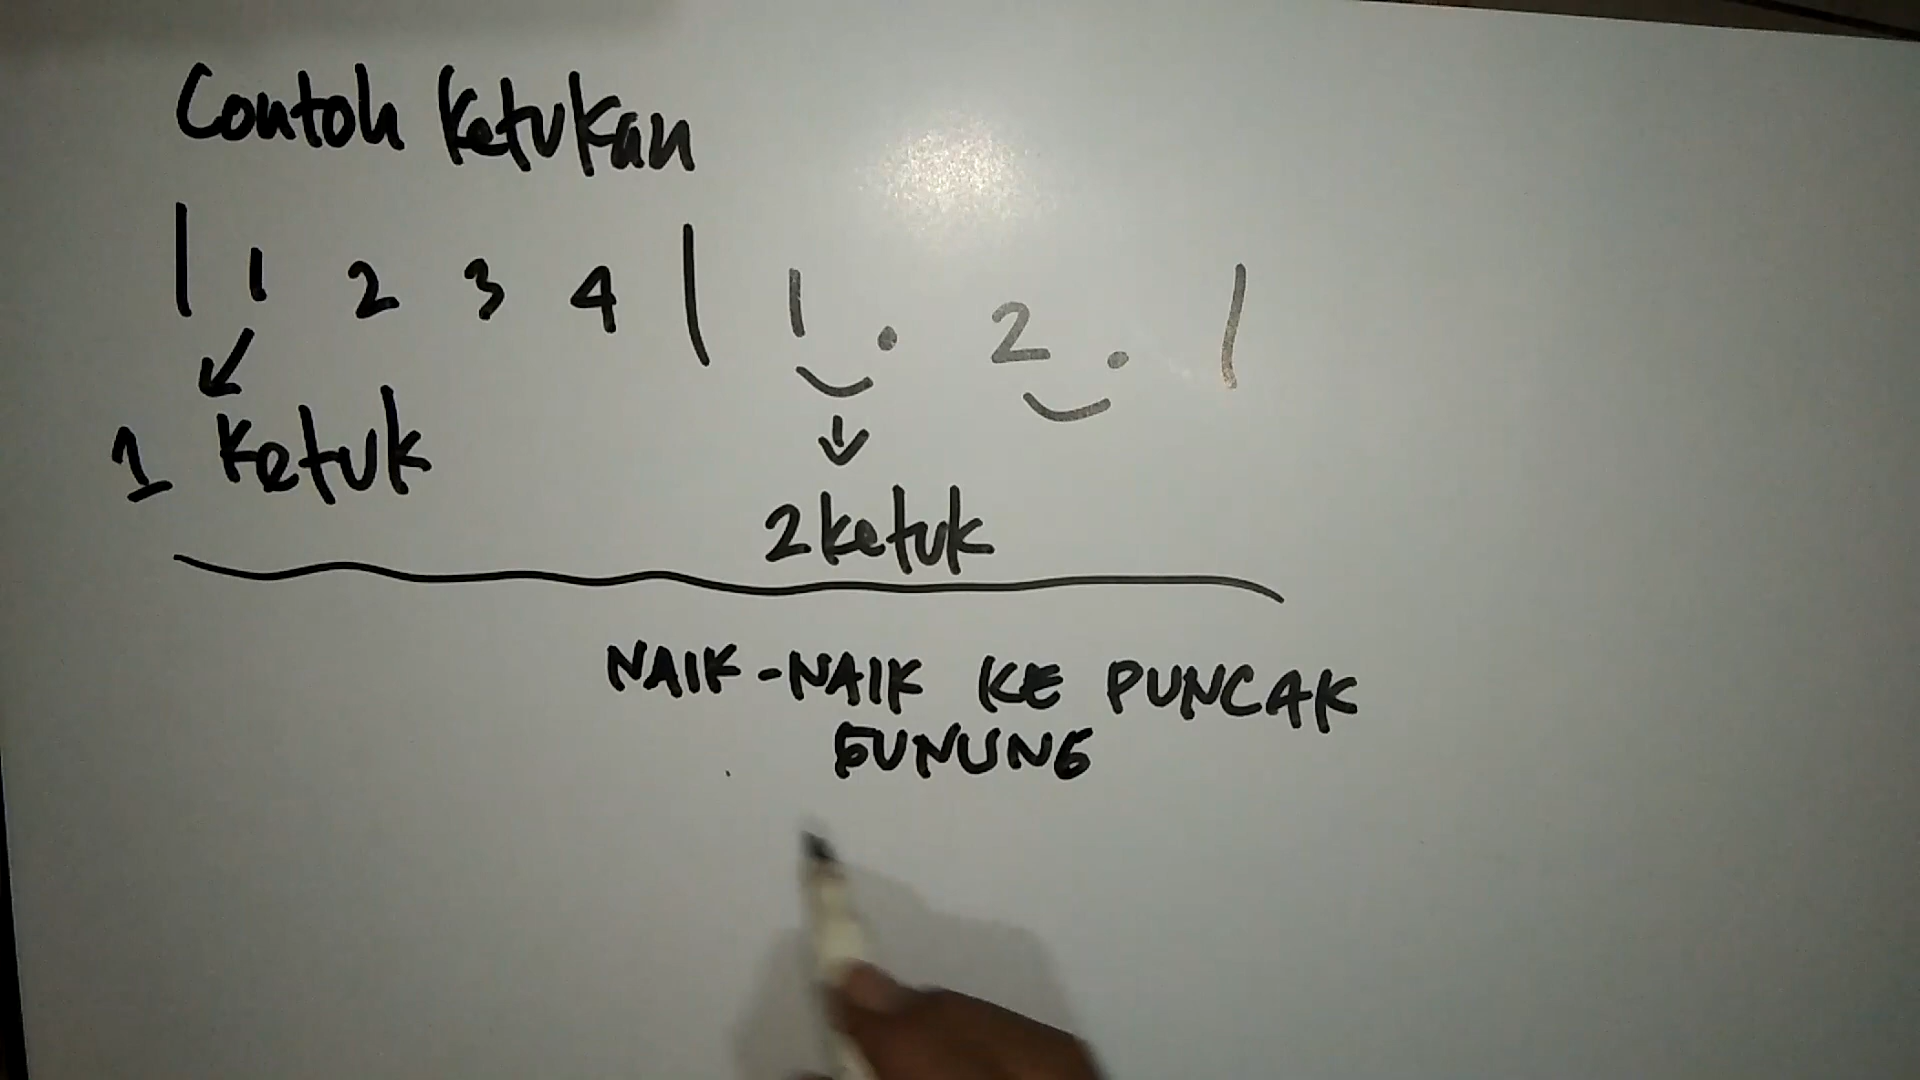 Contoh Ketukan
| 1 2 3 4 | 1 . 2 . |
1 Ketuk
2 ketuk
NAIK-NAIK KE PUNCAK
GUNUNG